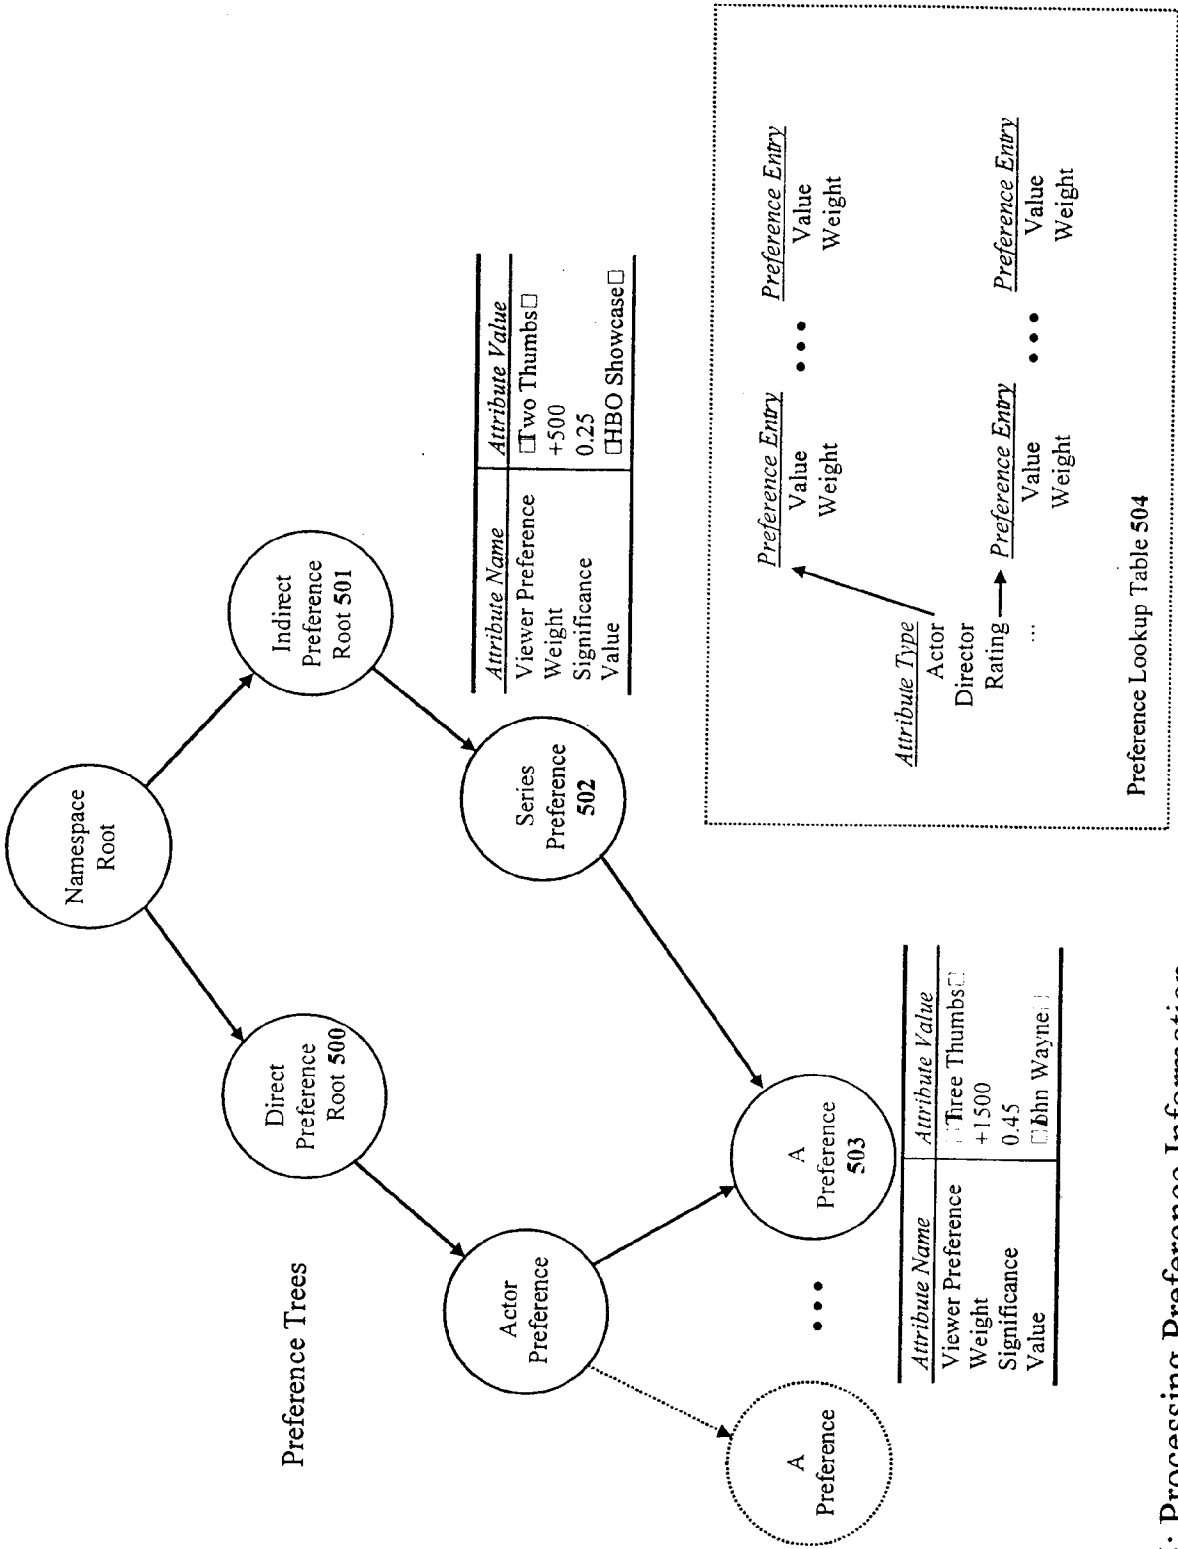 Preference Trees
Namespace
Root
Direct
Preference
Root 500
Indirect
Preference
Root 501
Actor
Preference
Series
Preference
502
Attribute Name Attribute Value
Viewer Preference □Two Thumbs□
Weight +500
Significance 0.25
Value □HBO Showcase□
A
Preference
• • •
A
Preference
503
Attribute Name Attribute Value
Viewer Preference □Three Thumbs□
Weight +1500
Significance 0.45
Value □John Wayne□
Attribute Type
Actor
Director
Rating
...
Preference Entry
Value
Weight
• • •
Preference Entry
Value
Weight
Preference Entry
Value
Weight
• • •
Preference Entry
Value
Weight
Preference Lookup Table 504
: Processing Preference Information